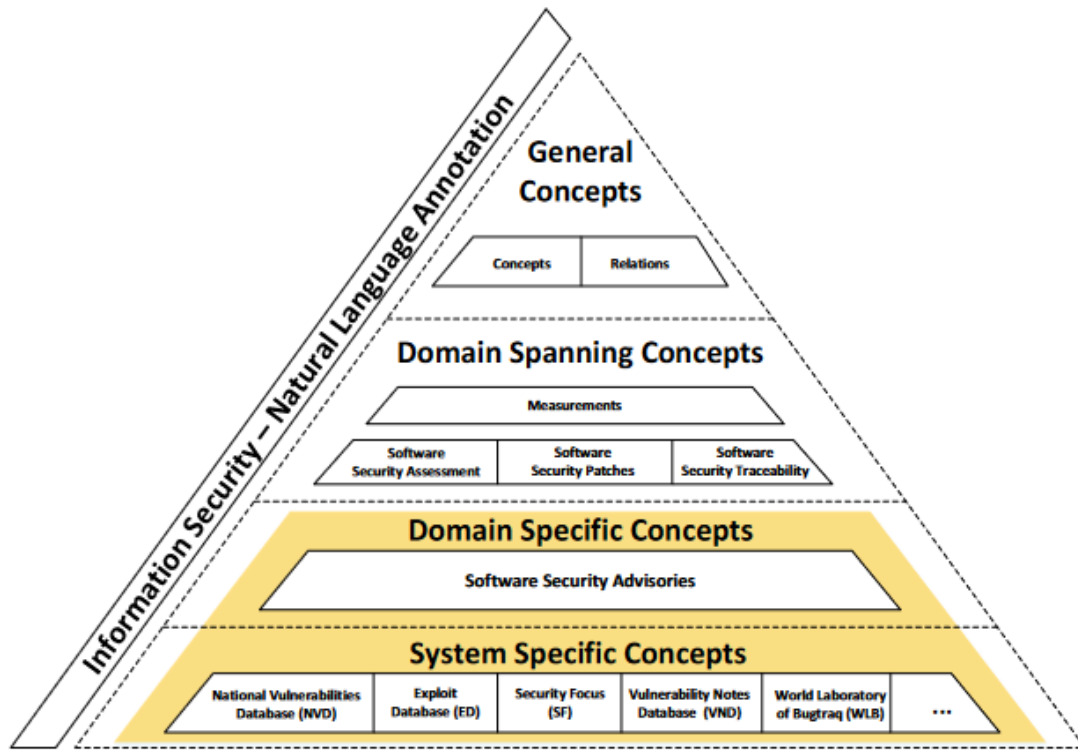 Information Security – Natural Language Annotation
General
Concepts
Concepts
Relations
Domain Spanning Concepts
Measurements
Software
Security Assessment
Software
Security Patches
Software
Security Traceability
Domain Specific Concepts
Software Security Advisories
System Specific Concepts
National Vulnerabilities
Database (NVD)
Exploit
Database (ED)
Security Focus
(SF)
Vulnerability Notes
Database (VND)
World Laboratory
of Bugtraq (WLB)
...